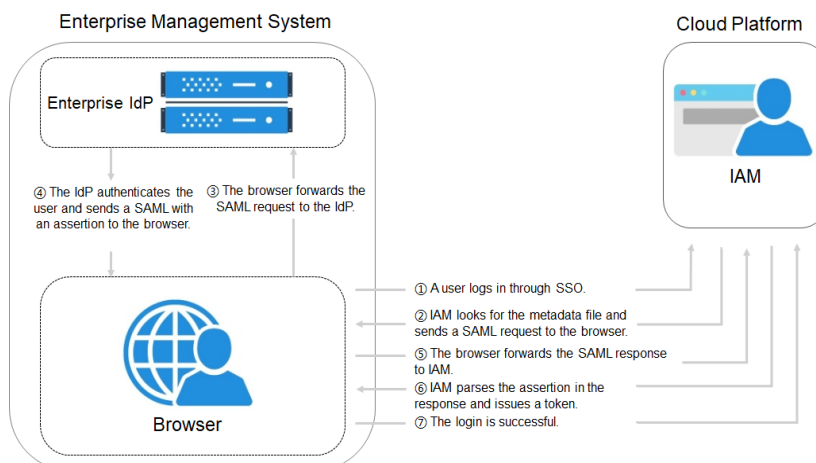 Enterprise Management System
Cloud Platform
Enterprise IdP
IAM
④ The IdP authenticates the
user and sends a SAML with
an assertion to the browser.
③ The browser forwards the
SAML request to the IdP.
① A user logs in through SSO.
② IAM looks for the metadata file and
sends a SAML request to the browser.
⑤ The browser forwards the SAML response
to IAM.
⑥ IAM parses the assertion in the
response and issues a token.
⑦ The login is successful.
Browser